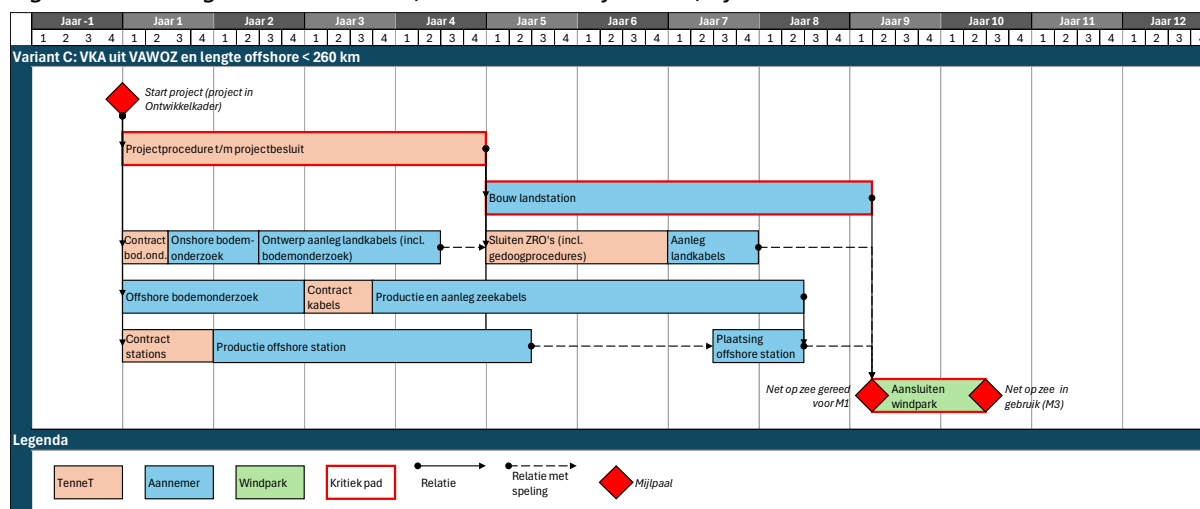 Jaar -1 Jaar 1 Jaar 2 Jaar 3 Jaar 4 Jaar 5 Jaar 6 Jaar 7 Jaar 8 Jaar 9 Jaar 10 Jaar 11 Jaar 12
1 2 3 4 1 2 3 4 1 2 3 4 1 2 3 4 1 2 3 4 1 2 3 4 1 2 3 4 1 2 3 4 1 2 3 4 1 2 3 4 1 2 3 4 1 2 3 4 1 2 3
Variant C: VKA uit VAWOZ en lengte offshore < 260 km
Start project (project in
Ontwikkelkader)
Projectprocedure t/m projectbesluit
Bouw landstation
Contract
bod.ond.
Onshore bodem-
onderzoek
Ontwerp aanleg landkabels (incl.
bodemonderzoek)
Sluiten ZRO's (incl.
gedoogprocedures)
Aanleg
landkabels
Offshore bodemonderzoek
Contract
kabels
Productie en aanleg zeekabels
Contract
stations
Productie offshore station
Plaatsing
offshore station
Net op zee gereed
voor M1
Aansluiten
windpark
Net op zee in
gebruik (M3)
Legenda
TenneT
Aannemer
Windpark
Kritiek pad
Relatie
Relatie met
speling
Mijlpaal